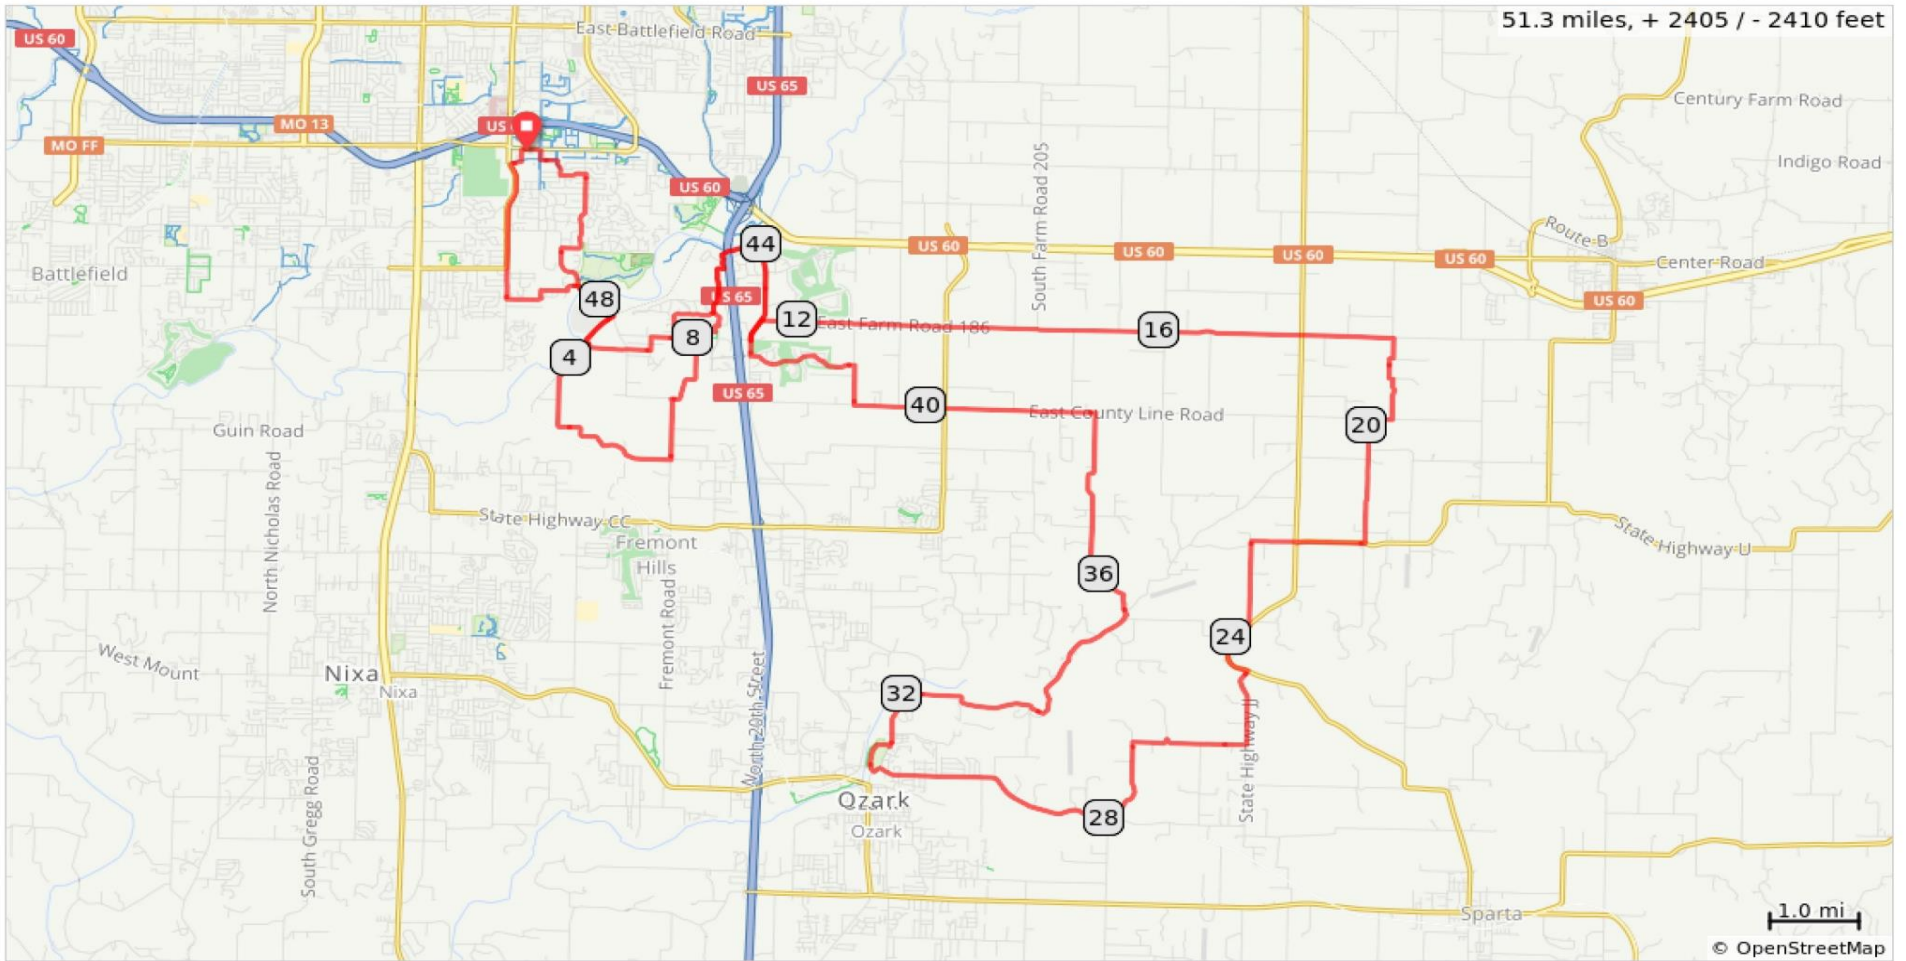 51.3 miles, + 2405 / - 2410 feet
US 60
East Battlefield Road
US 65
Century Farm Road
MO 13
US
MO FF
Indigo Road
US 60
South Farm Road 205
Route B
44
US 60
US 60
US 60
US 60
Center Road
Battlefield
48
US 65
US 60
12
East Farm Road 186
16
8
4
US 65
40
East County Line Road
20
Guin Road
North Nicholas Road
State Highway CC
State Highway U
Fremont
Hills
36
Fremont Road
24
West Mount
Nixa
Nixa
32
North 20th Street
State Highway JJ
South Gregg Road
Ozark
Ozark
28
Sparta
1.0 mi
© OpenStreetMap